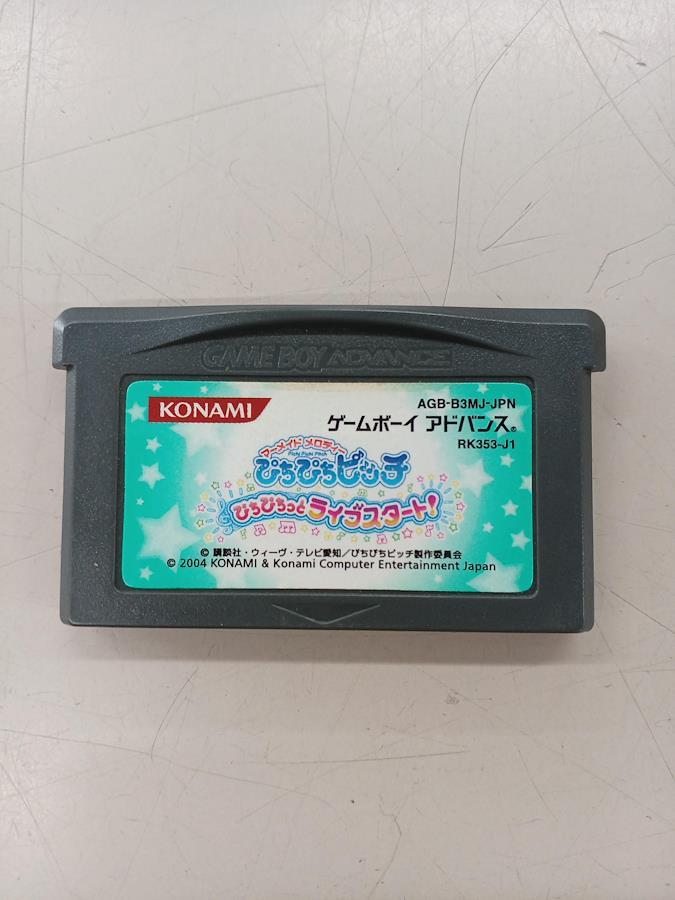 GAME BOY ADVANCE
KONAMI
AGB-B3MJ-JPN
ゲームボーイ アドバンス®
RK353-J1
マーメイド メロディー
Pichi Pichi Pitch
ぴちぴちピッチ
ぴちぴちっと ライブスタート!
© 講談社・ウィーヴ・テレビ愛知/ぴちぴちピッチ製作委員会
© 2004 KONAMI & Konami Computer Entertainment Japan